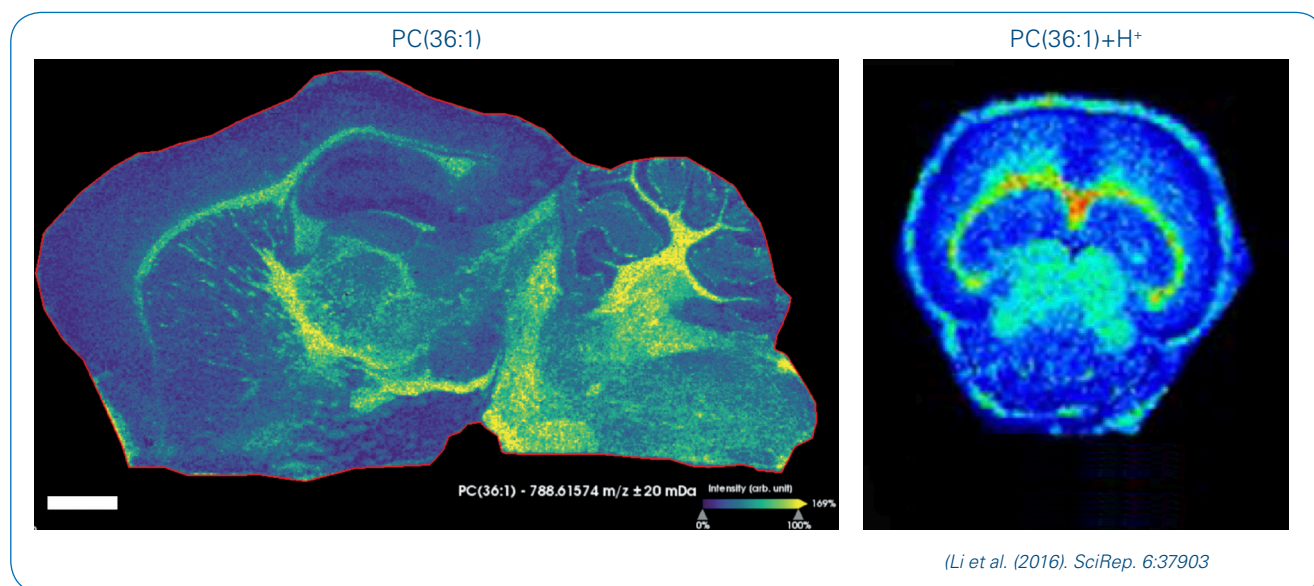 PC(36:1)
PC(36:1)+H⁺
PC(36:1) - 788.61574 m/z ±20 mDa
Intensity (arb. unit)
169%
0%
100%
(Li et al. (2016). SciRep. 6:37903